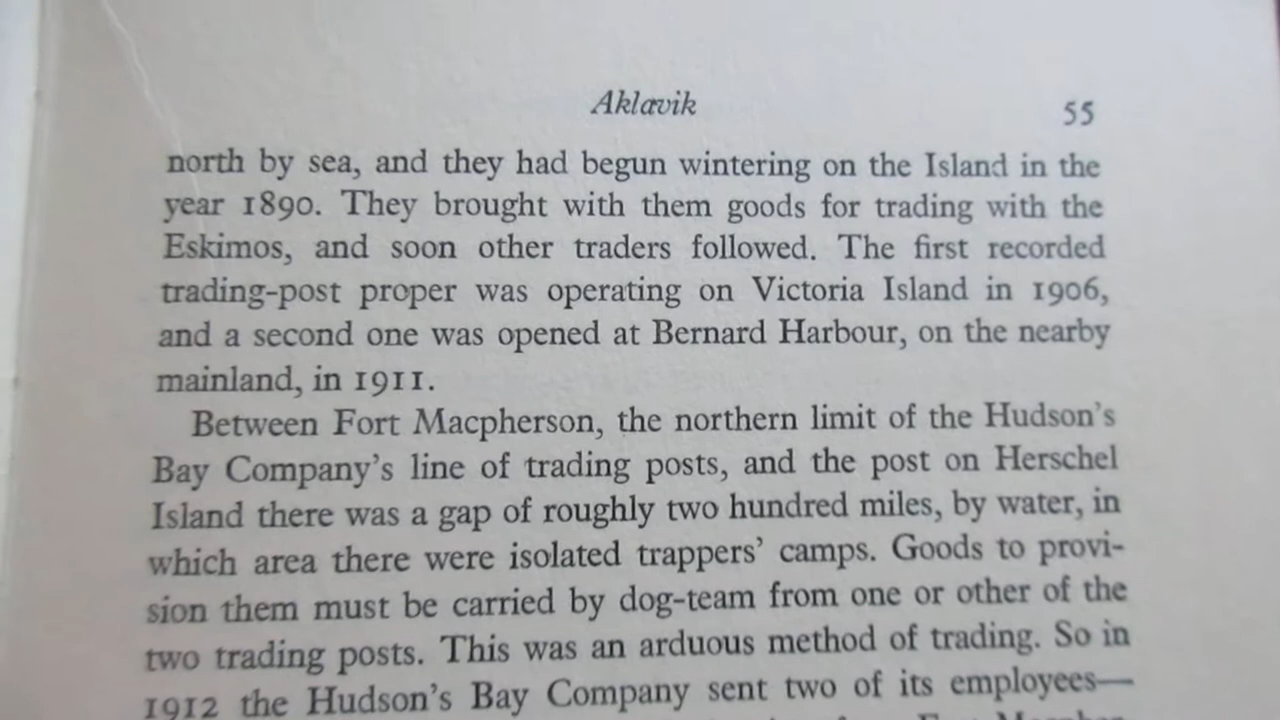 Aklavik 55
north by sea, and they had begun wintering on the Island in the
year 1890. They brought with them goods for trading with the
Eskimos, and soon other traders followed. The first recorded
trading-post proper was operating on Victoria Island in 1906,
and a second one was opened at Bernard Harbour, on the nearby
mainland, in 1911.
Between Fort Macpherson, the northern limit of the Hudson's
Bay Company's line of trading posts, and the post on Herschel
Island there was a gap of roughly two hundred miles, by water, in
which area there were isolated trappers' camps. Goods to provi-
sion them must be carried by dog-team from one or other of the
two trading posts. This was an arduous method of trading. So in
1912 the Hudson's Bay Company sent two of its employees—